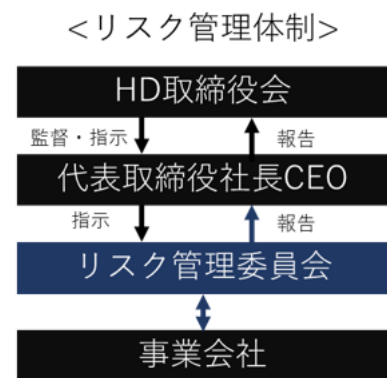 <リスク管理体制>
HD取締役会
監督・指示 報告
代表取締役社長CEO
指示 報告
リスク管理委員会
事業会社